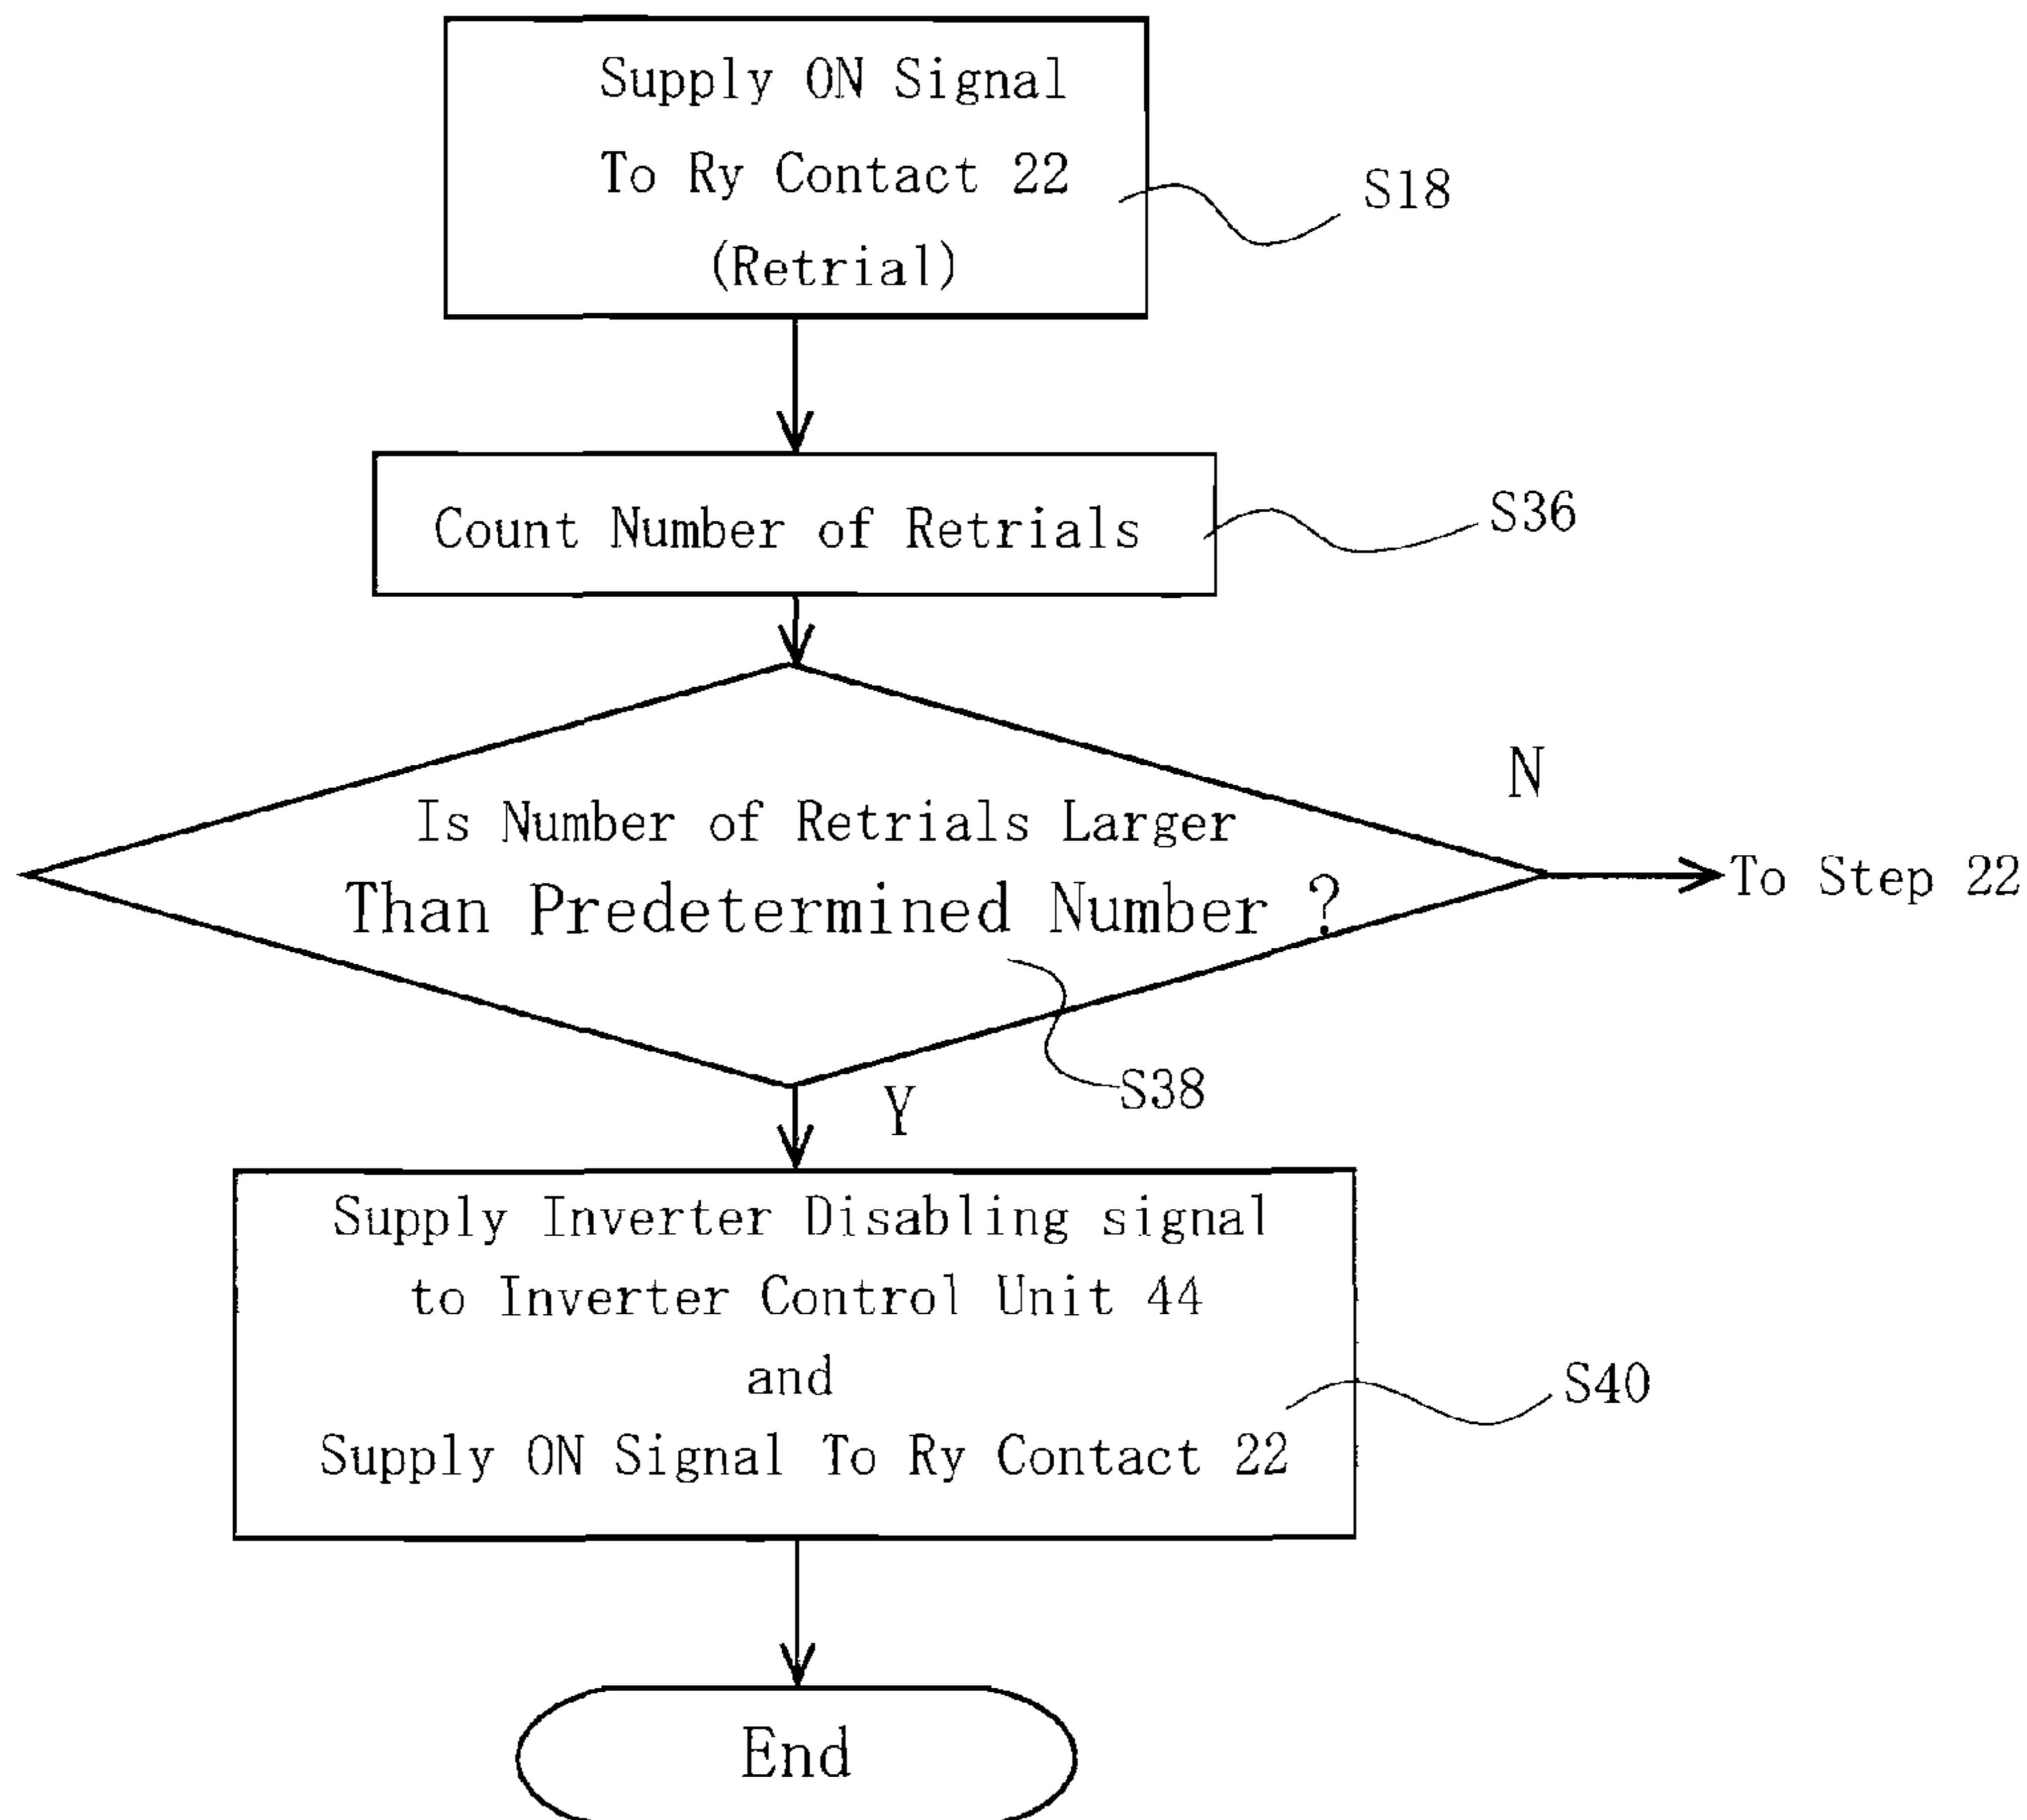 Supply ON Signal
To Ry Contact 22
(Retrial)
S18
Count Number of Retrials
S36
N
Is Number of Retrials Larger
Than Predetermined Number ?
To Step 22
S38
Y
Supply Inverter Disabling signal
to Inverter Control Unit 44
and
Supply ON Signal To Ry Contact 22
S40
End